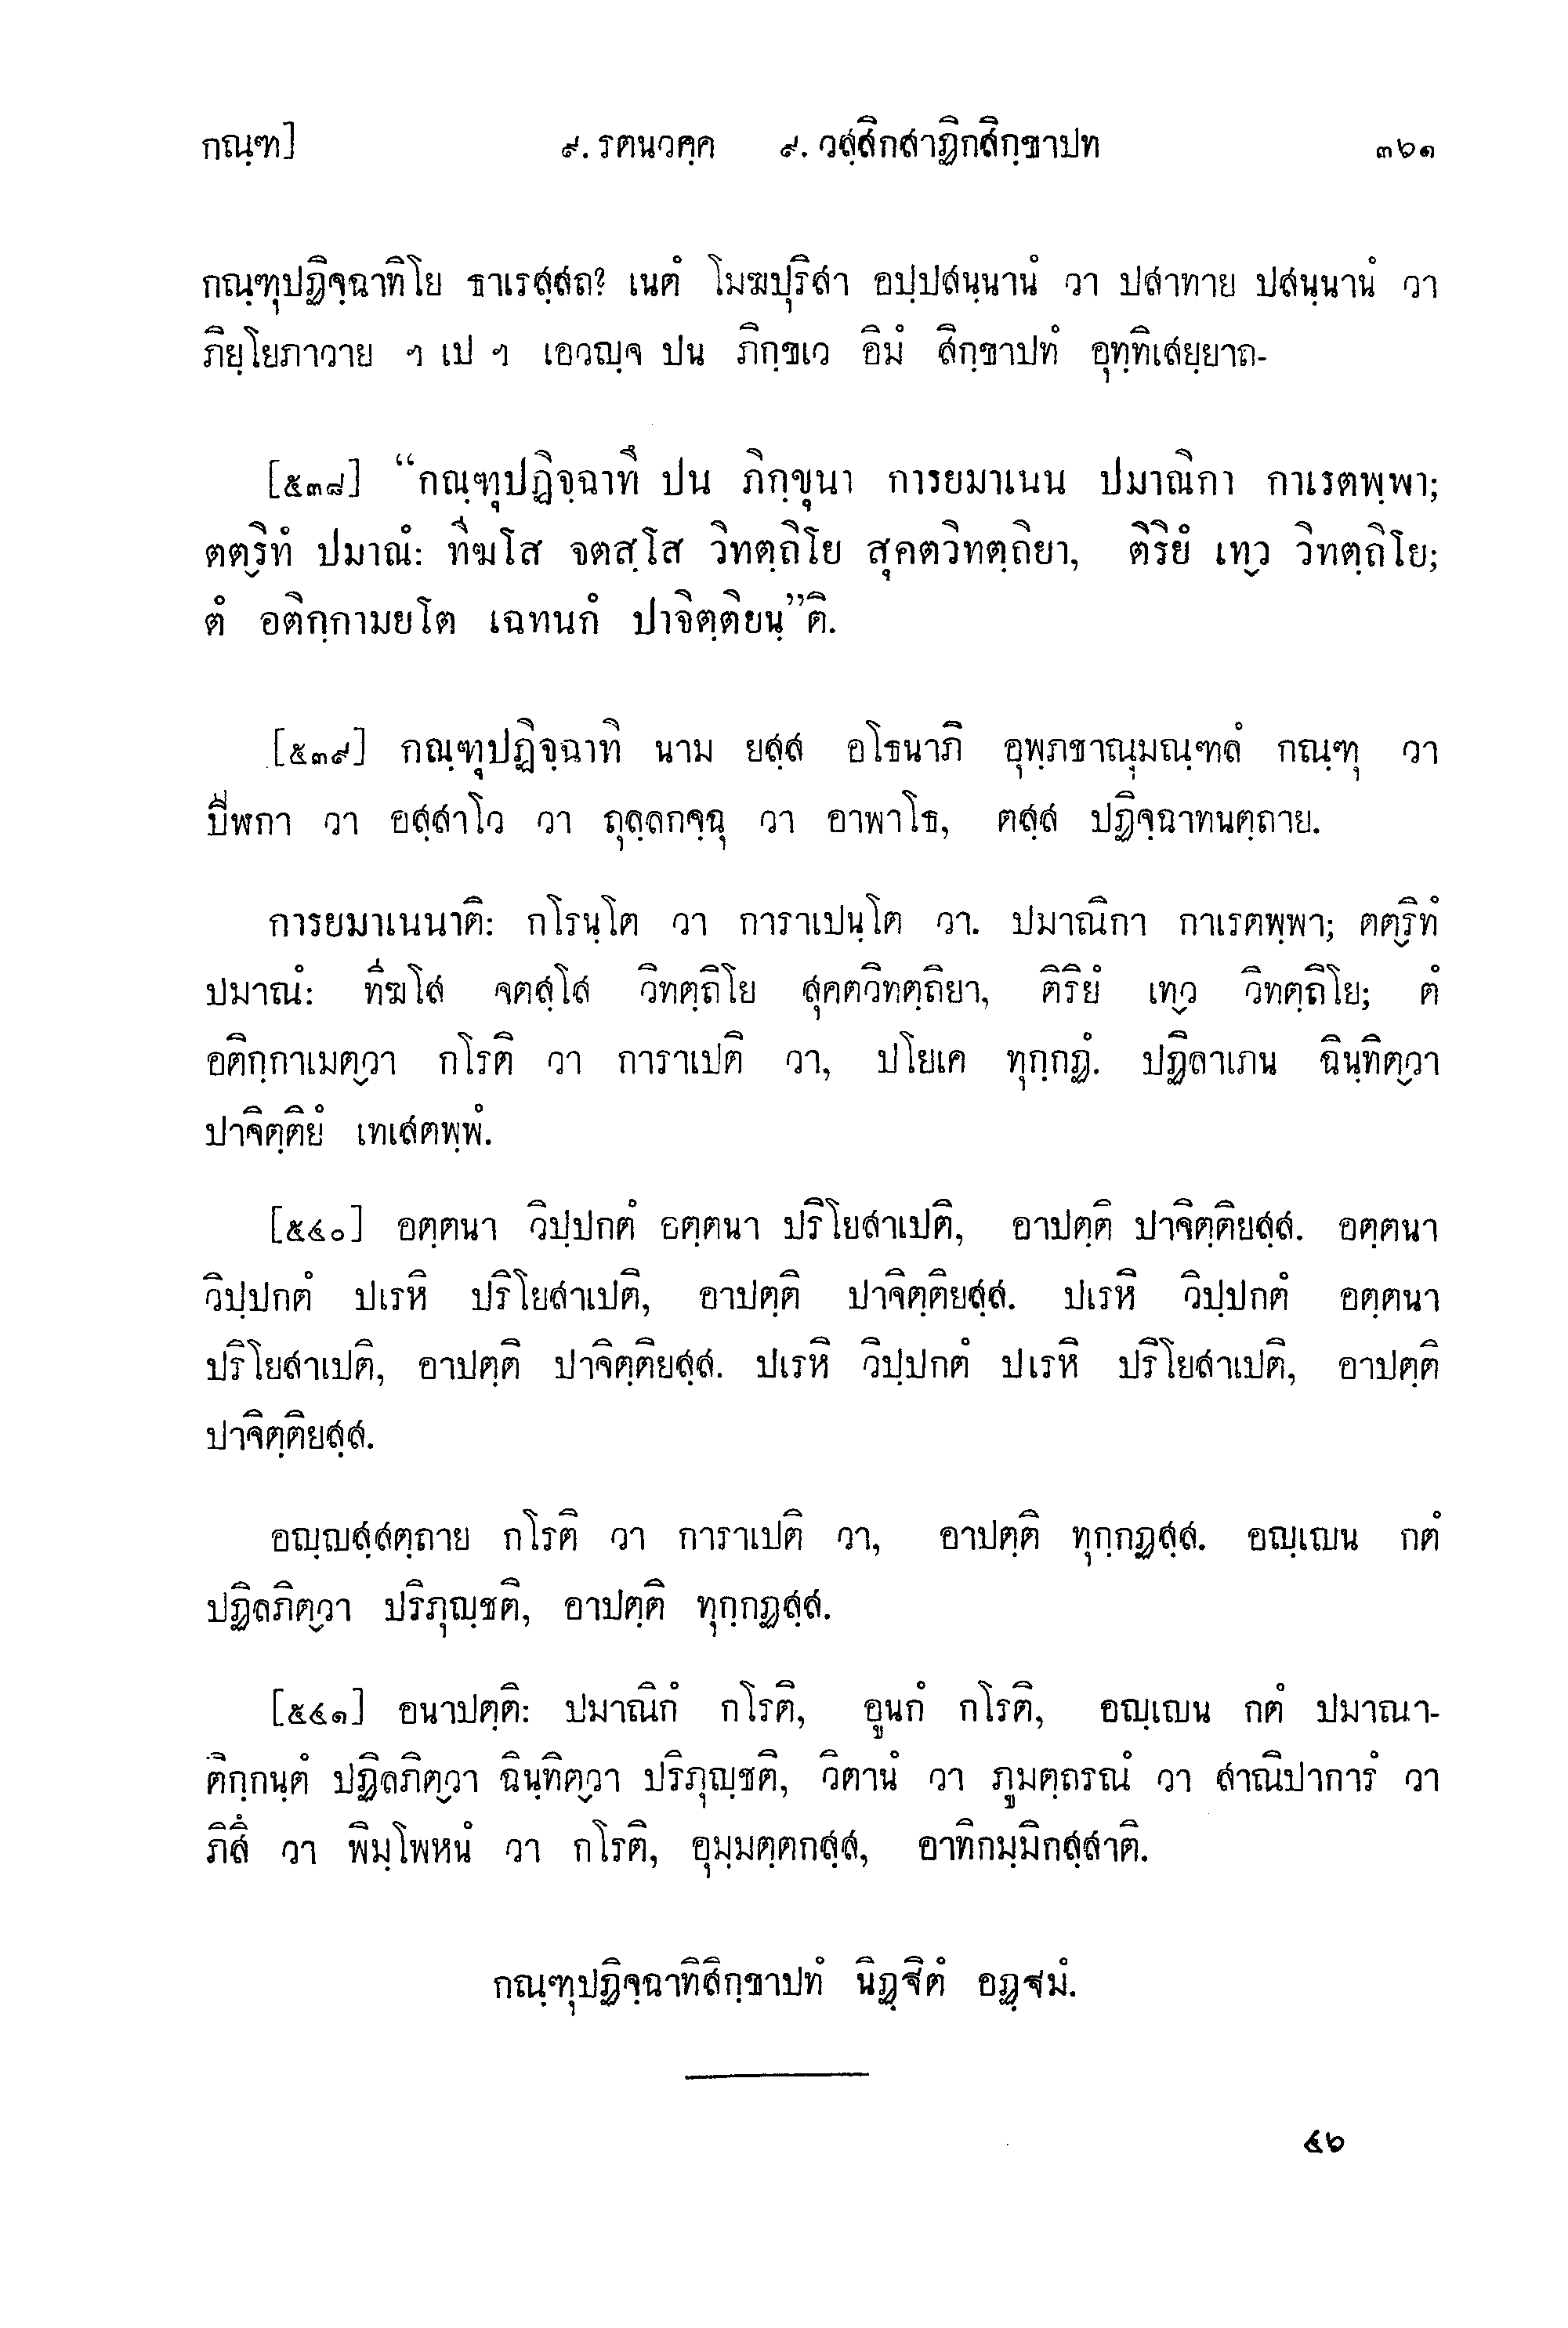 กณฺฑ] ๙. รตนวคฺค ๙. วสฺสิกสาฏิกสิกฺขาปท ๓๖๑
กณฺฑุปฏิจฺฉาทิโย ธาเรสฺสถ? เนตํ โมฆปุริสา อปฺปสนฺนานํ วา ปสาทาย ปสนฺนานํ วา
ภิยฺโยภาวาย ฯ เป ฯ เอวญฺจ ปน ภิกฺขเว อิมํ สิกฺขาปทํ อุทฺทิเสยฺยาถ-
[๕๓๘] “กณฺฑุปฏิจฺฉาทึ ปน ภิกฺขุนา การยมาเนน ปมาณิกา กาเรตพฺพา;
ตตฺริทํ ปมาณํ: ทีฆโส จตสฺโส วิทตฺถิโย สุคตวิทตฺถิยา, ติริยํ เทฺว วิทตฺถิโย;
ตํ อติกฺกามยโต เฉทนกํ ปาจิตฺติยนฺ”ติ.
[๕๓๙] กณฺฑุปฏิจฺฉาทิ นาม ยสฺส อโธนาภิ อุพฺภชาณุมณฺฑลํ กณฺฑุ วา
ปีฬกา วา อสฺสาโว วา ถุลฺลกจฺฉุ วา อาพาโธ, ตสฺส ปฏิจฺฉาทนตฺถาย.
การยมาเนนาติ: กโรนฺโต วา การาเปนฺโต วา. ปมาณิกา กาเรตพฺพา; ตตฺริทํ
ปมาณํ: ทีฆโส จตสฺโส วิทตฺถิโย สุคตวิทตฺถิยา, ติริยํ เทฺว วิทตฺถิโย; ตํ
อติกฺกาเมตฺวา กโรติ วา การาเปติ วา, ปโยเค ทุกฺกฏํ. ปฏิลาเภน ฉินฺทิตฺวา
ปาจิตฺติยํ เทเสตพฺพํ.
[๕๔๐] อตฺตนา วิปฺปกตํ อตฺตนา ปริโยสาเปติ, อาปตฺติ ปาจิตฺติยสฺส. อตฺตนา
วิปฺปกตํ ปเรหิ ปริโยสาเปติ, อาปตฺติ ปาจิตฺติยสฺส. ปเรหิ วิปฺปกตํ อตฺตนา
ปริโยสาเปติ, อาปตฺติ ปาจิตฺติยสฺส. ปเรหิ วิปฺปกตํ ปเรหิ ปริโยสาเปติ, อาปตฺติ
ปาจิตฺติยสฺส.
อญฺญสฺสตฺถาย กโรติ วา การาเปติ วา, อาปตฺติ ทุกฺกฏสฺส. อญฺเญน กตํ
ปฏิลภิตฺวา ปริภุญฺชติ, อาปตฺติ ทุกฺกฏสฺส.
[๕๔๑] อนาปตฺติ: ปมาณิกํ กโรติ, อูนกํ กโรติ, อญฺเญน กตํ ปมาณา-
ติกฺกนฺตํ ปฏิลภิตฺวา ฉินฺทิตฺวา ปริภุญฺชติ, วิตานํ วา ภูมตฺถรณํ วา สาณิปาการํ วา
ภิสึ วา พิมฺโพหนํ วา กโรติ, อุมฺมตฺตกสฺส, อาทิกมฺมิกสฺสาติ.
กณฺฑุปฏิจฺฉาทิสิกฺขาปทํ นิฏฺฐิตํ อฏฺฐมํ.
๔๖